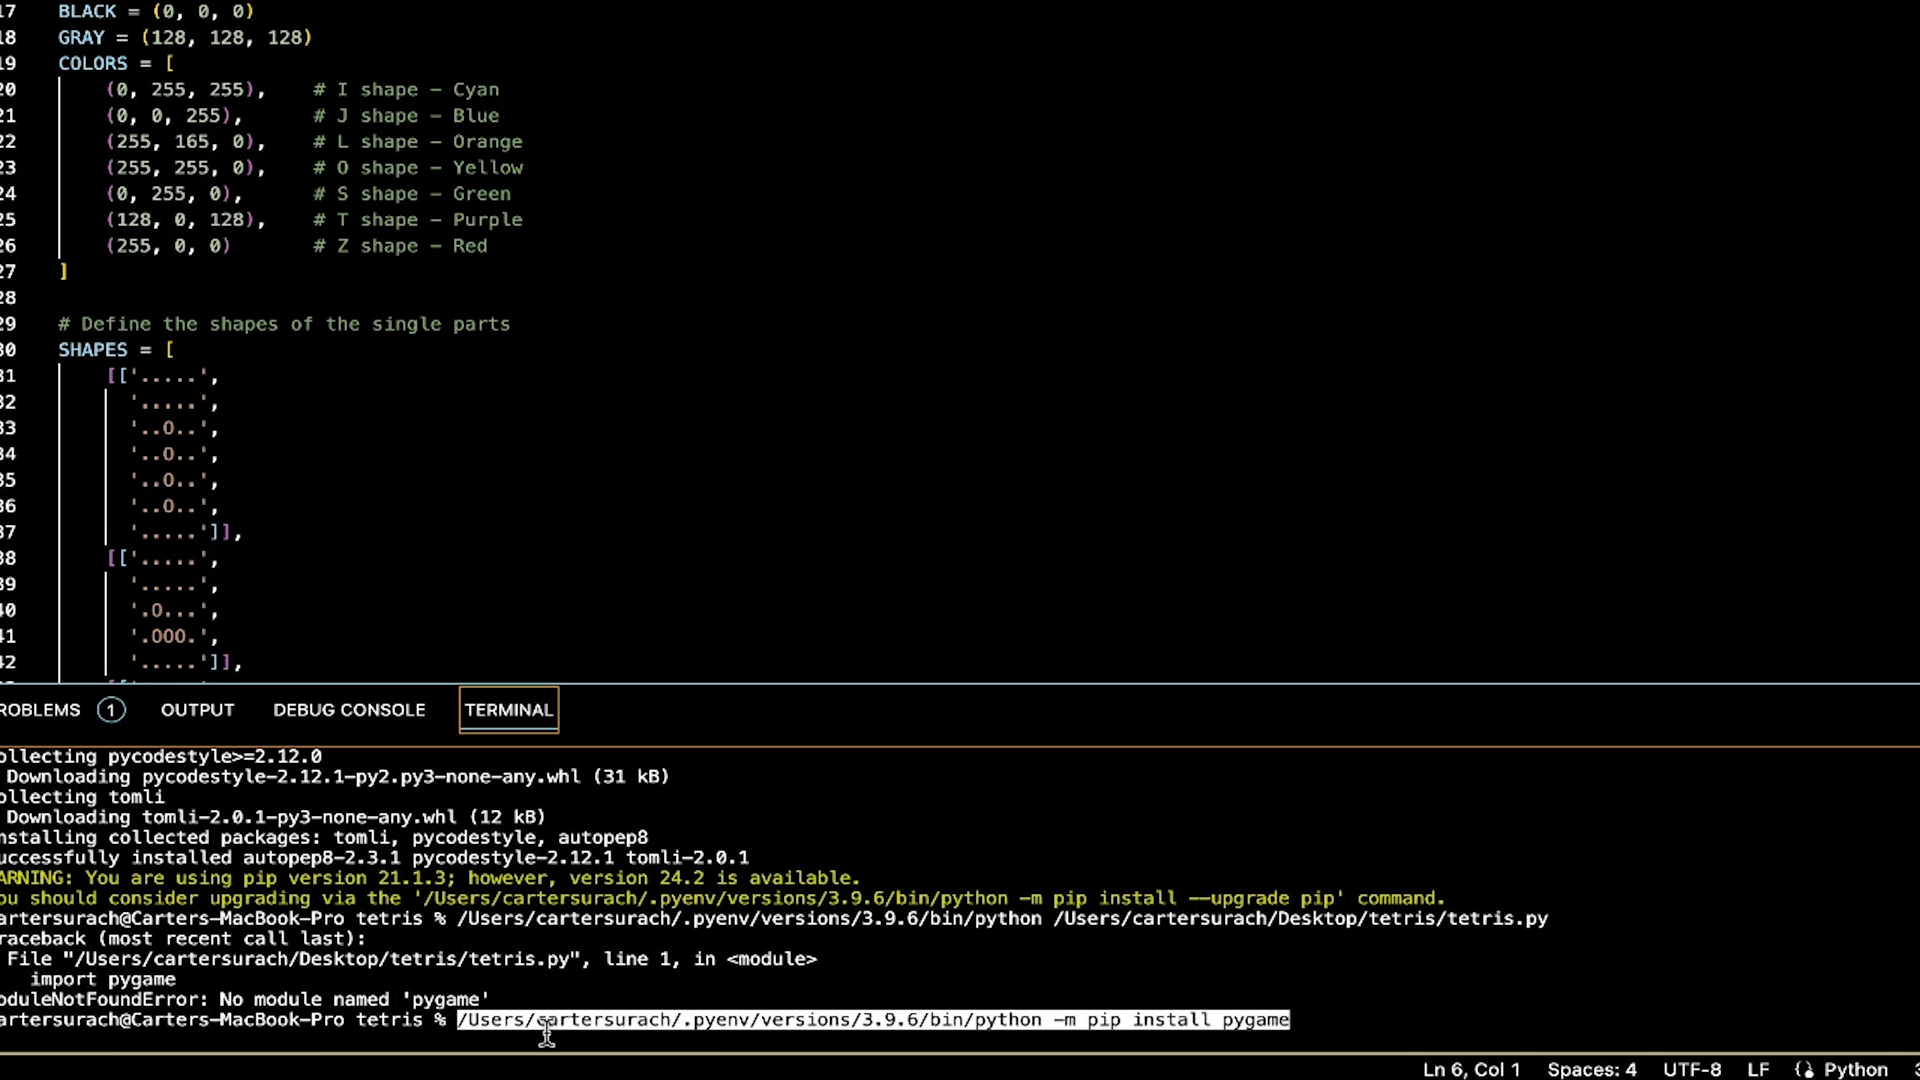 17 BLACK = (0, 0, 0)
18 GRAY = (128, 128, 128)
19 COLORS = [
20 (0, 255, 255), # I shape – Cyan
21 (0, 0, 255), # J shape – Blue
22 (255, 165, 0), # L shape – Orange
23 (255, 255, 0), # O shape – Yellow
24 (0, 255, 0), # S shape – Green
25 (128, 0, 128), # T shape – Purple
26 (255, 0, 0) # Z shape – Red
27 ]
28
29 # Define the shapes of the single parts
30 SHAPES = [
31 [['.....',
32 '.....',
33 '..O..',
34 '..O..',
35 '..O..',
36 '..O..',
37 '.....']],
38 [['.....',
39 '.....',
40 '.O...',
41 '.OOO.',
42 '.....']],
ROBLEMS 1 OUTPUT DEBUG CONSOLE TERMINAL
ollecting pycodestyle>=2.12.0
Downloading pycodestyle-2.12.1-py2.py3-none-any.whl (31 kB)
ollecting tomli
Downloading tomli-2.0.1-py3-none-any.whl (12 kB)
nstalling collected packages: tomli, pycodestyle, autopep8
uccessfully installed autopep8-2.3.1 pycodestyle-2.12.1 tomli-2.0.1
ARNING: You are using pip version 21.1.3; however, version 24.2 is available.
ou should consider upgrading via the '/Users/cartersurach/.pyenv/versions/3.9.6/bin/python -m pip install --upgrade pip' command.
artersurach@Carters-MacBook-Pro tetris % /Users/cartersurach/.pyenv/versions/3.9.6/bin/python /Users/cartersurach/Desktop/tetris/tetris.py
raceback (most recent call last):
File "/Users/cartersurach/Desktop/tetris/tetris.py", line 1, in <module>
import pygame
oduleNotFoundError: No module named 'pygame'
artersurach@Carters-MacBook-Pro tetris % /Users/cartersurach/.pyenv/versions/3.9.6/bin/python -m pip install pygame
Ln 6, Col 1 Spaces: 4 UTF-8 LF Python